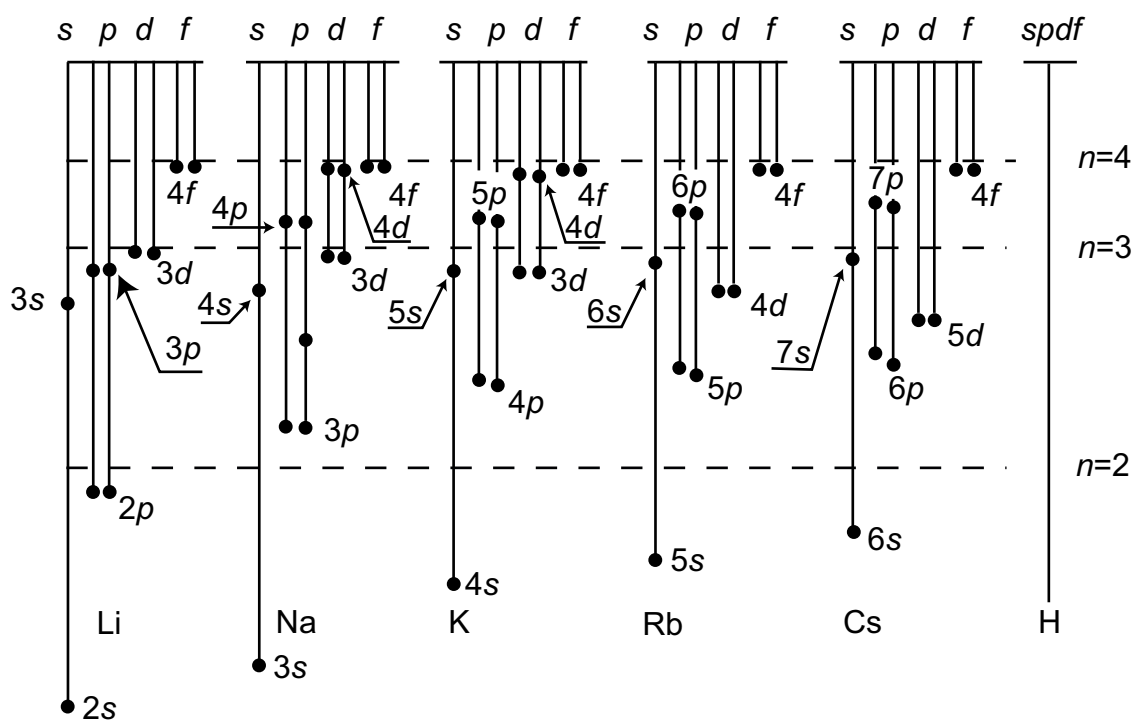 s p d f s p d f s p d f s p d f s p d f spdf
n=4
4f 4f 4f 4f
5p 6p 7p
4p 4d 4d
n=3
3d 3d 3d
3s 4s 5s 6s 4d 7s 5d
3p
4p 5p 6p
3p
n=2
2p
6s
5s
4s
Li Na K Rb Cs H
3s
2s